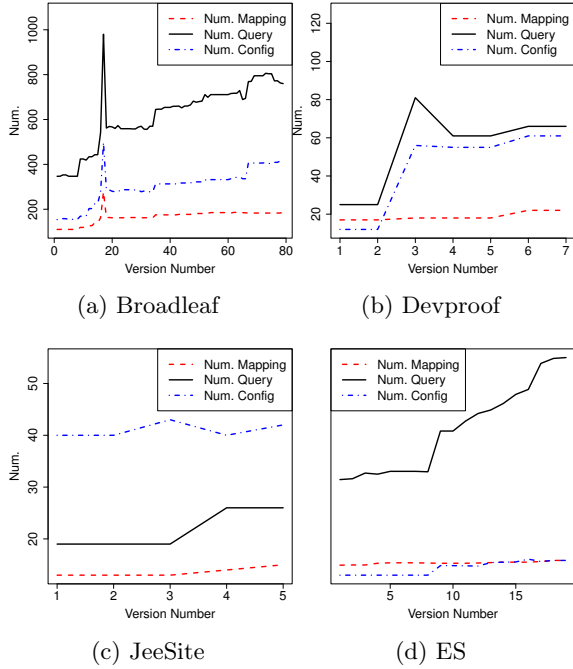 Num. Mapping
Num. Query
Num. Config
Num.
200 400 600 800 1000
0 20 40 60 80
Version Number
(a) Broadleaf
Num. Mapping
Num. Query
Num. Config
20 40 60 80 100 120
1 2 3 4 5 6 7
Version Number
(b) Devproof
Num. Mapping
Num. Query
Num. Config
Num.
20 30 40 50
1 2 3 4 5
Version Number
(c) JeeSite
Num. Mapping
Num. Query
Num. Config
5 10 15
Version Number
(d) ES